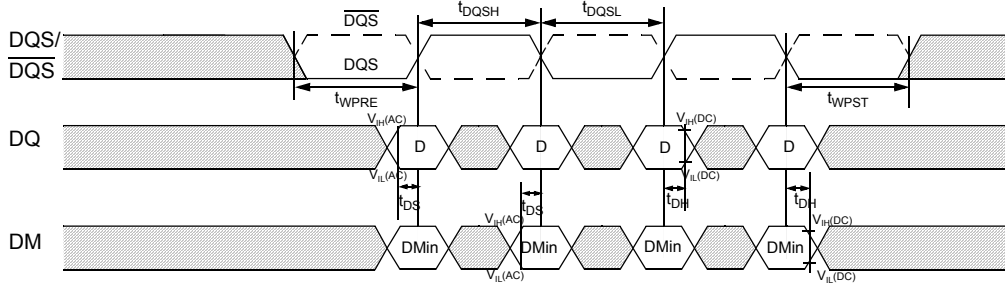 DQS tDQSH tDQSL
DQS/
DQS
DQS
tWPRE tWPST
VIH(AC) VIH(DC)
DQ D D D D
VIL(AC) VIL(DC)
tDS tDS tDH tDH
VIH(AC) VIH(DC)
DM DMin DMin DMin DMin
VIL(AC) VIL(DC)